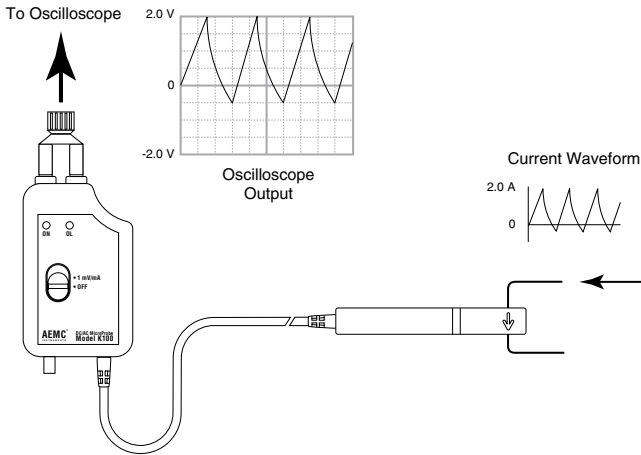 To Oscilloscope
2.0 V
0
-2.0 V
Oscilloscope
Output
Current Waveform
2.0 A
0
ON OL
• 1 mV/mA
• OFF
AEMC®
INSTRUMENTS
DC/AC MicroProbe
Model K100